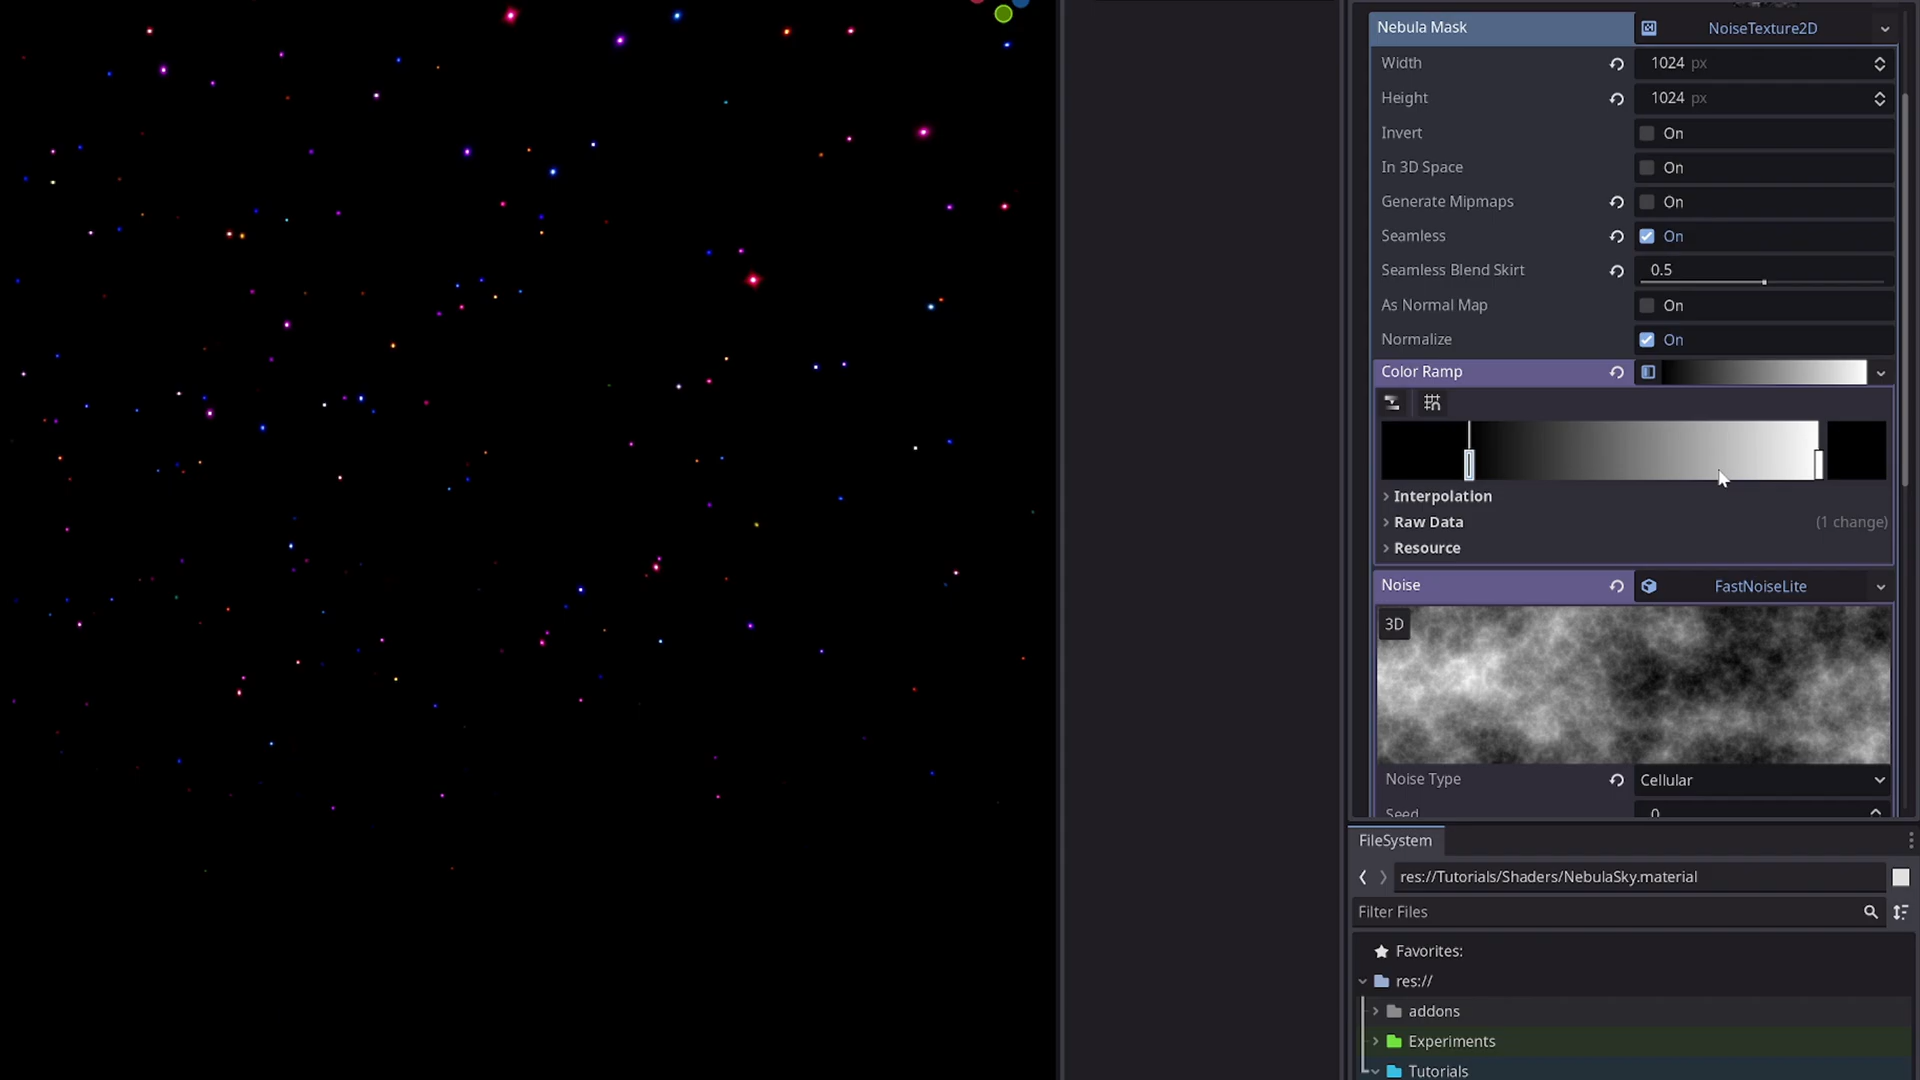 Nebula Mask NoiseTexture2D
Width 1024 px
Height 1024 px
Invert On
In 3D Space On
Generate Mipmaps On
Seamless On
Seamless Blend Skirt 0.5
As Normal Map On
Normalize On
Color Ramp
Interpolation
Raw Data (1 change)
Resource
Noise FastNoiseLite
3D
Noise Type Cellular
Seed 0
FileSystem
res://Tutorials/Shaders/NebulaSky.material
Filter Files
Favorites:
res://
addons
Experiments
Tutorials